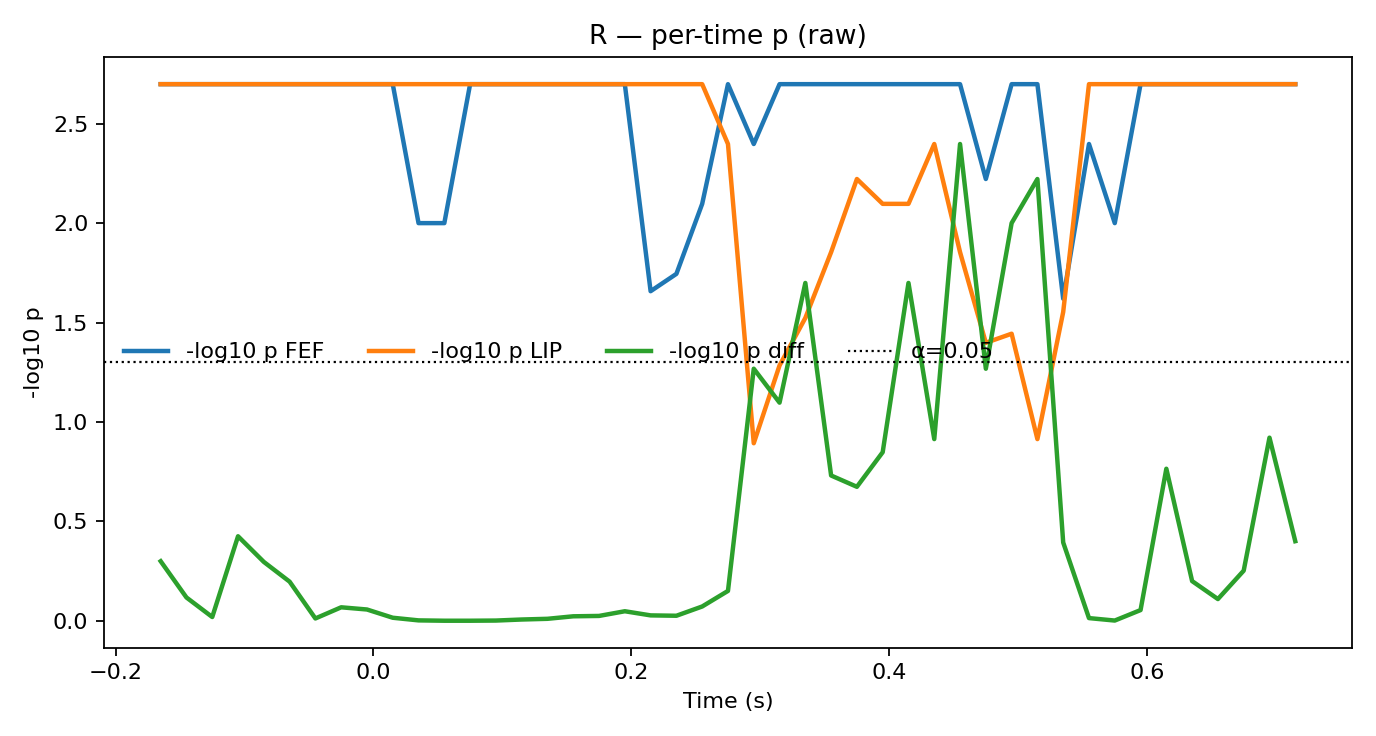 R — per-time p (raw)
-log10 p
2.5
2.0
1.5
1.0
0.5
0.0
-log10 p FEF -log10 p LIP -log10 p diff α=0.05
−0.2 0.0 0.2 0.4 0.6
Time (s)